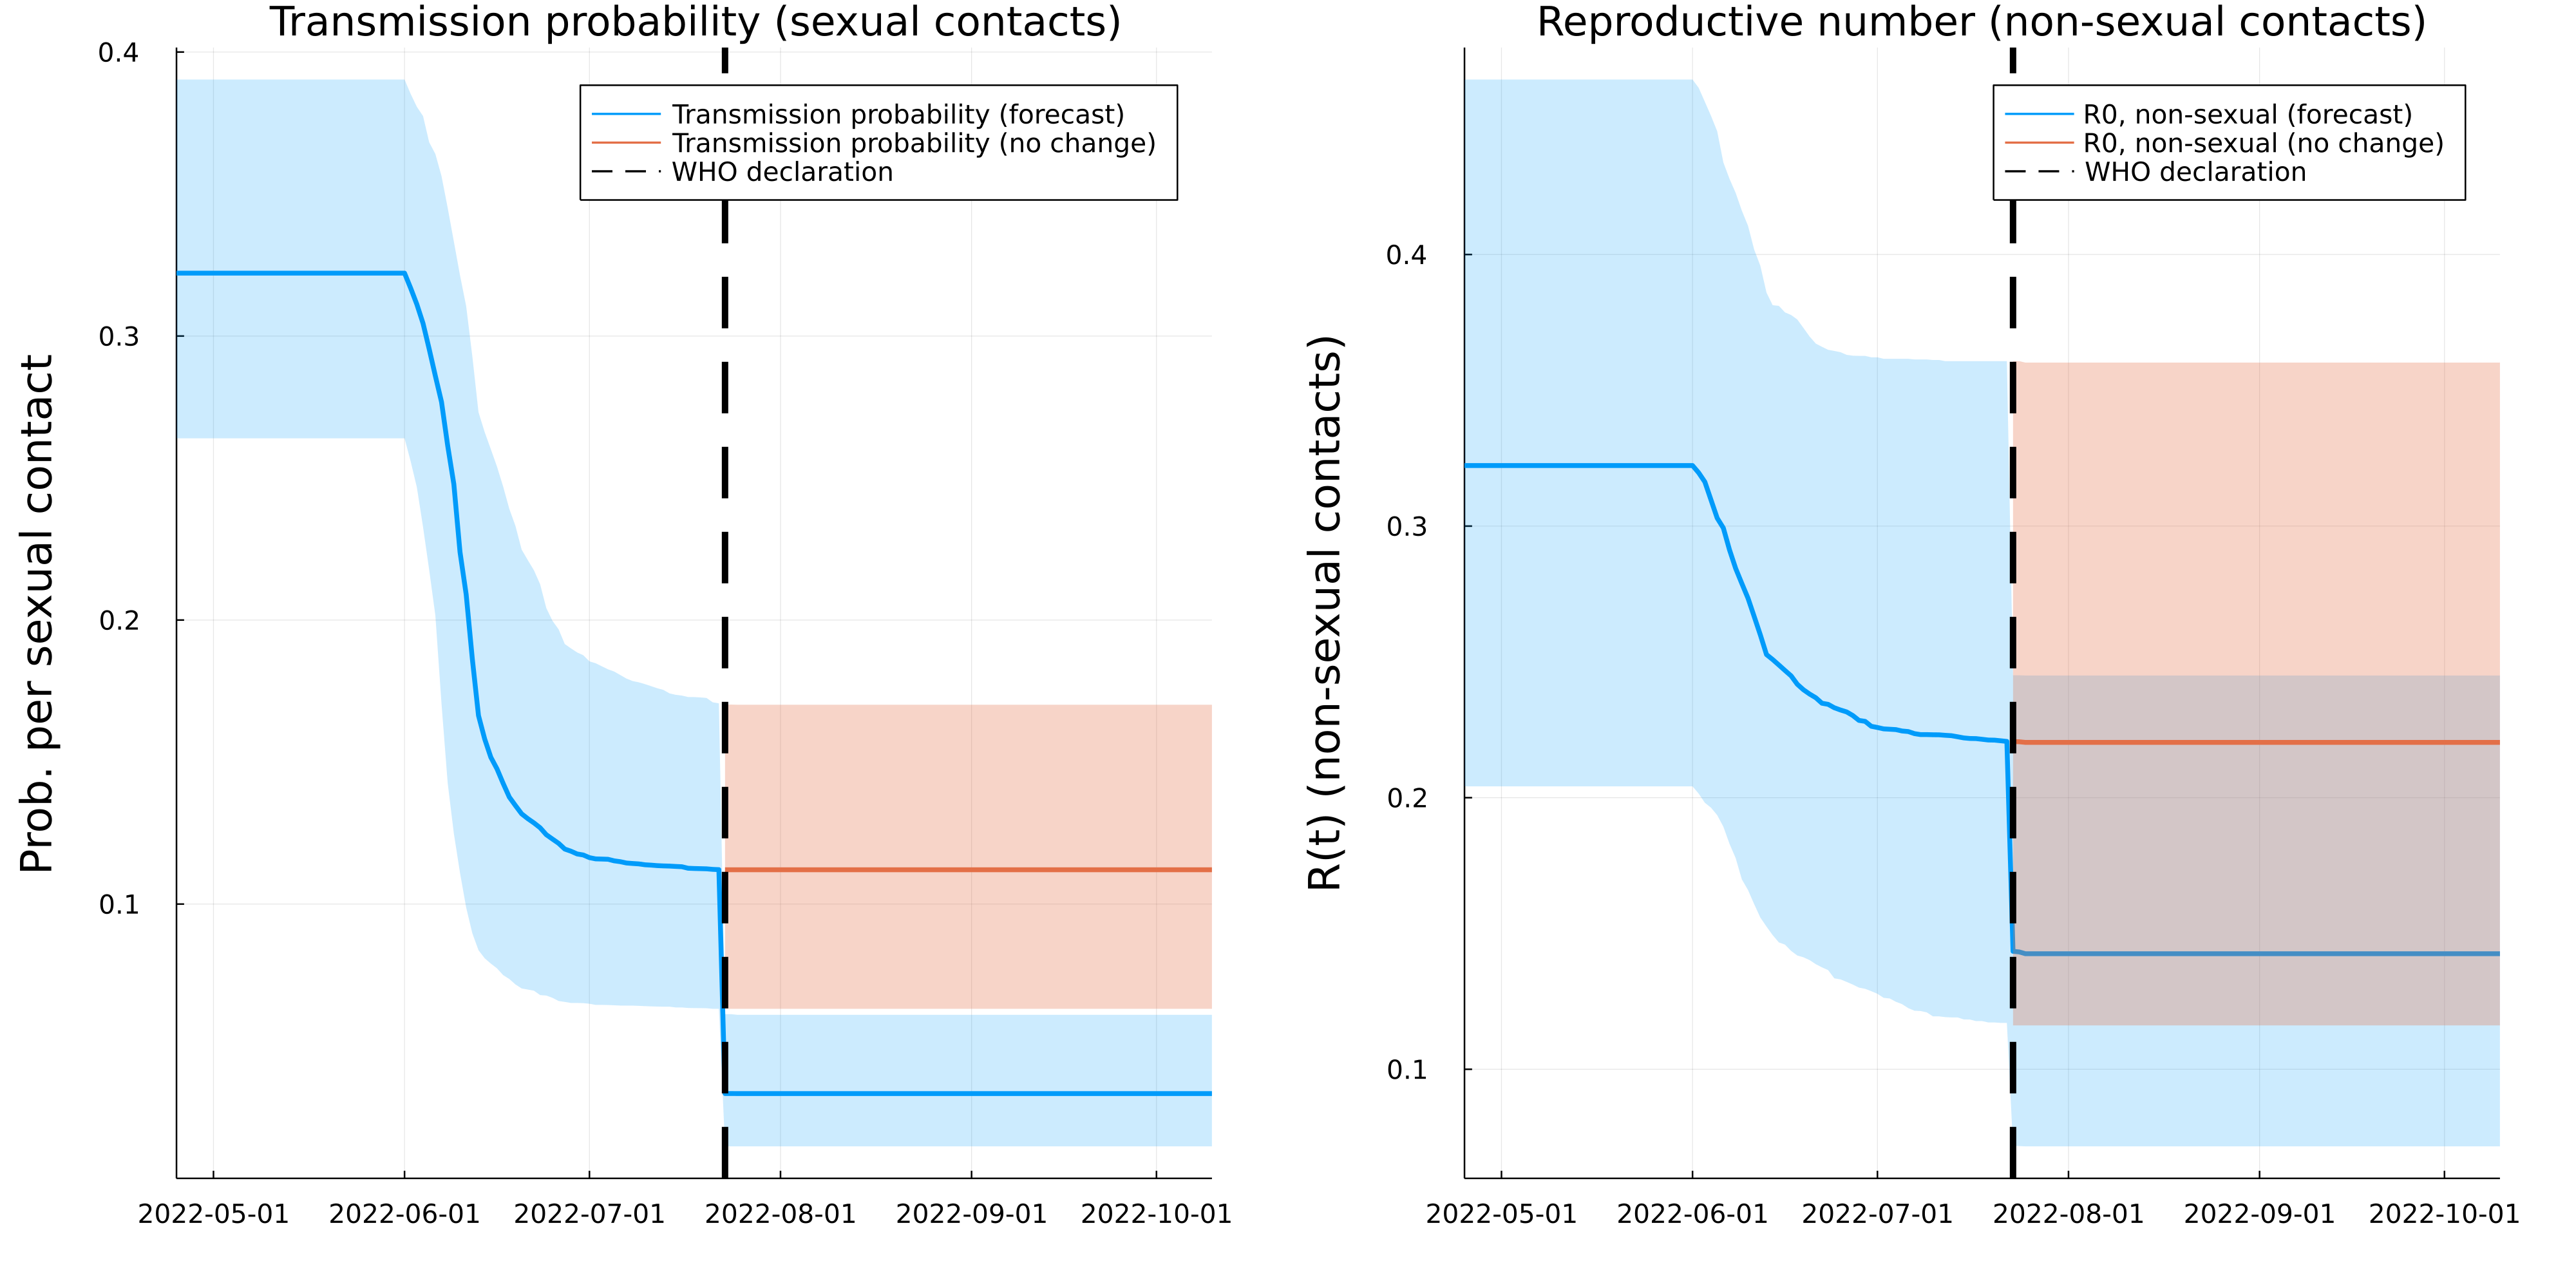 Transmission probability (sexual contacts)
Prob. per sexual contact
0.4
0.3
0.2
0.1
Transmission probability (forecast)
Transmission probability (no change)
WHO declaration
2022-05-01 2022-06-01 2022-07-01 2022-08-01 2022-09-01 2022-10-01
Reproductive number (non-sexual contacts)
R(t) (non-sexual contacts)
0.4
0.3
0.2
0.1
R0, non-sexual (forecast)
R0, non-sexual (no change)
WHO declaration
2022-05-01 2022-06-01 2022-07-01 2022-08-01 2022-09-01 2022-10-01